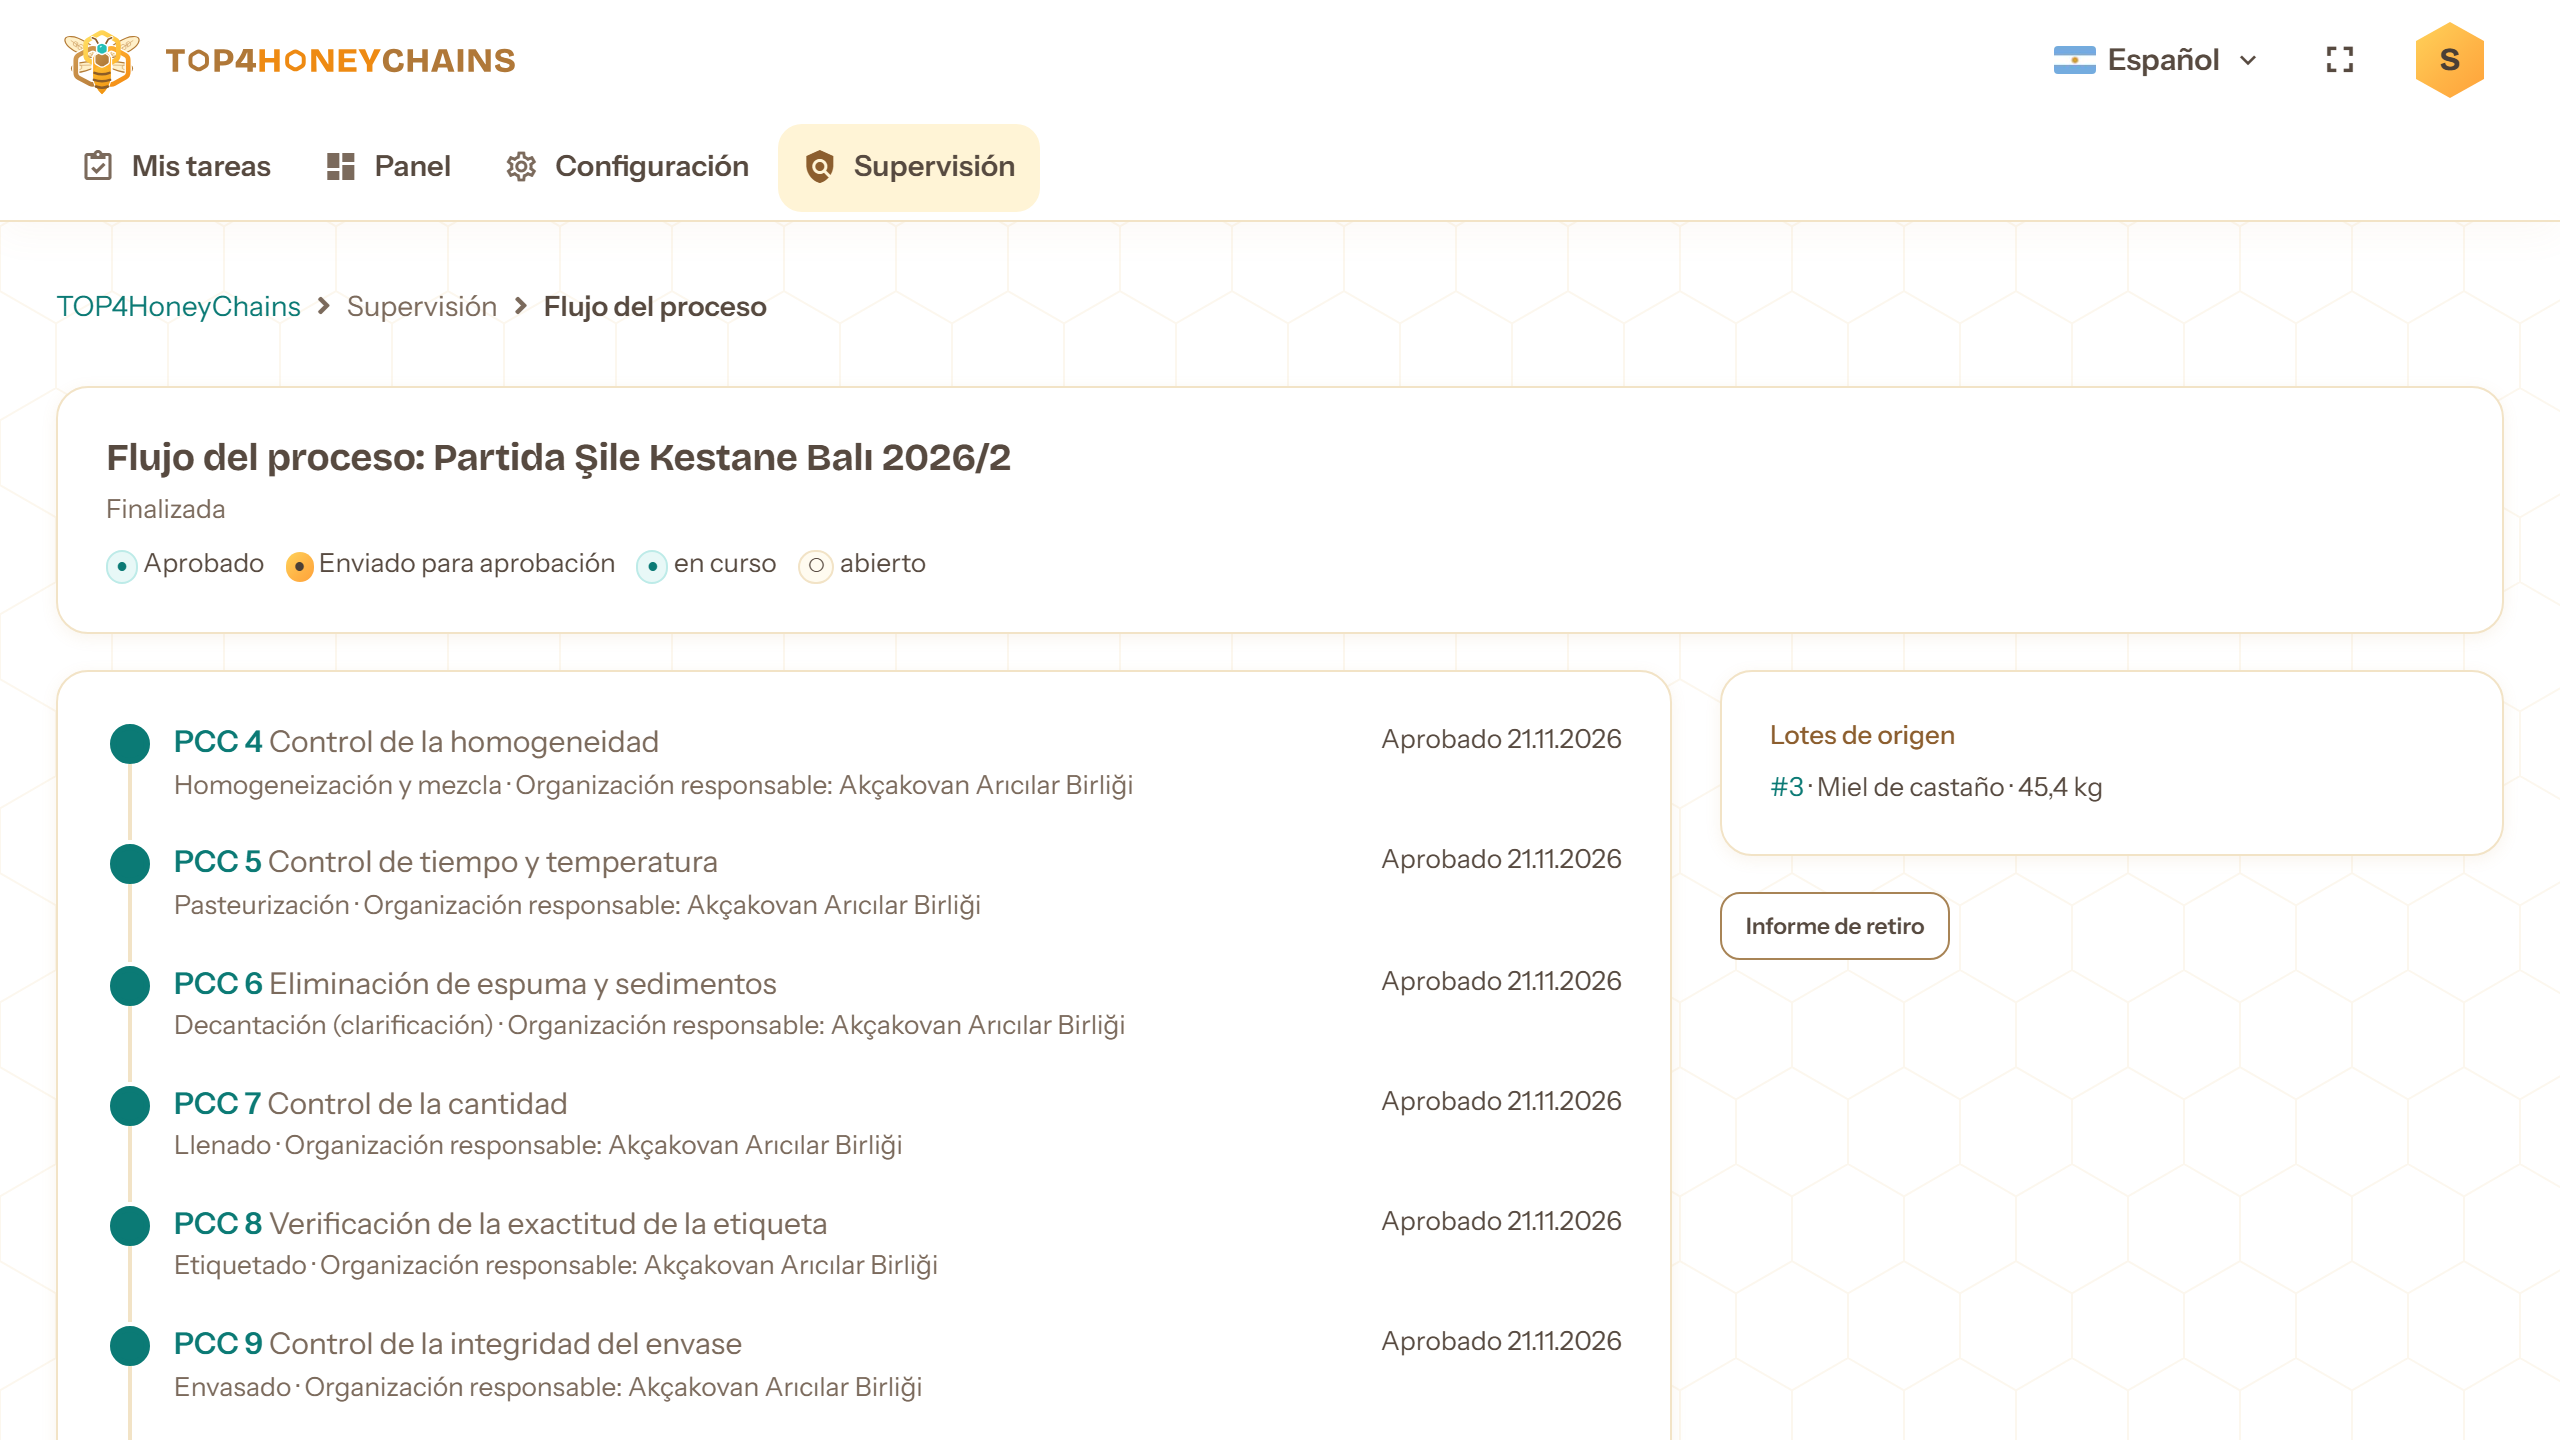 TOP4HONEYCHAINS
Español
S
Mis tareas
Panel
Configuración
Supervisión
TOP4HoneyChains > Supervisión > Flujo del proceso
Flujo del proceso: Partida Şile Kestane Balı 2026/2
Finalizada
Aprobado Enviado para aprobación en curso abierto
PCC 4 Control de la homogeneidad
Aprobado 21.11.2026
Homogeneización y mezcla · Organización responsable: Akçakovan Arıcılar Birliği
PCC 5 Control de tiempo y temperatura
Aprobado 21.11.2026
Pasteurización · Organización responsable: Akçakovan Arıcılar Birliği
PCC 6 Eliminación de espuma y sedimentos
Aprobado 21.11.2026
Decantación (clarificación) · Organización responsable: Akçakovan Arıcılar Birliği
PCC 7 Control de la cantidad
Aprobado 21.11.2026
Llenado · Organización responsable: Akçakovan Arıcılar Birliği
PCC 8 Verificación de la exactitud de la etiqueta
Aprobado 21.11.2026
Etiquetado · Organización responsable: Akçakovan Arıcılar Birliği
PCC 9 Control de la integridad del envase
Aprobado 21.11.2026
Envasado · Organización responsable: Akçakovan Arıcılar Birliği
Lotes de origen
#3 · Miel de castaño · 45,4 kg
Informe de retiro